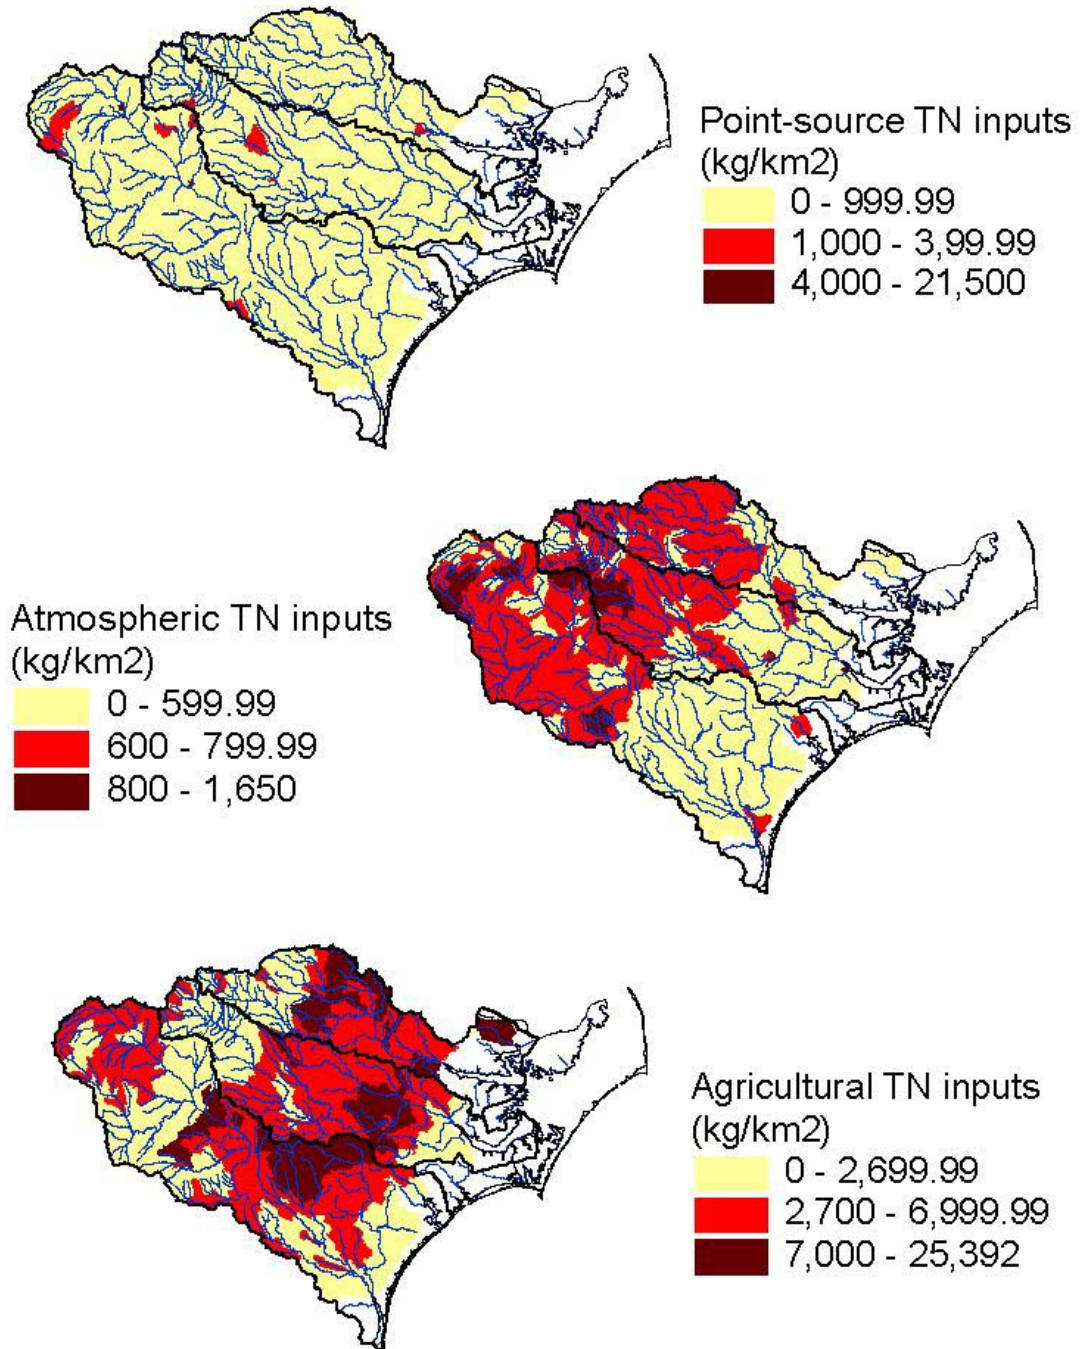 Point-source TN inputs
(kg/km2)
0 - 999.99
1,000 - 3,99.99
4,000 - 21,500
Atmospheric TN inputs
(kg/km2)
0 - 599.99
600 - 799.99
800 - 1,650
Agricultural TN inputs
(kg/km2)
0 - 2,699.99
2,700 - 6,999.99
7,000 - 25,392